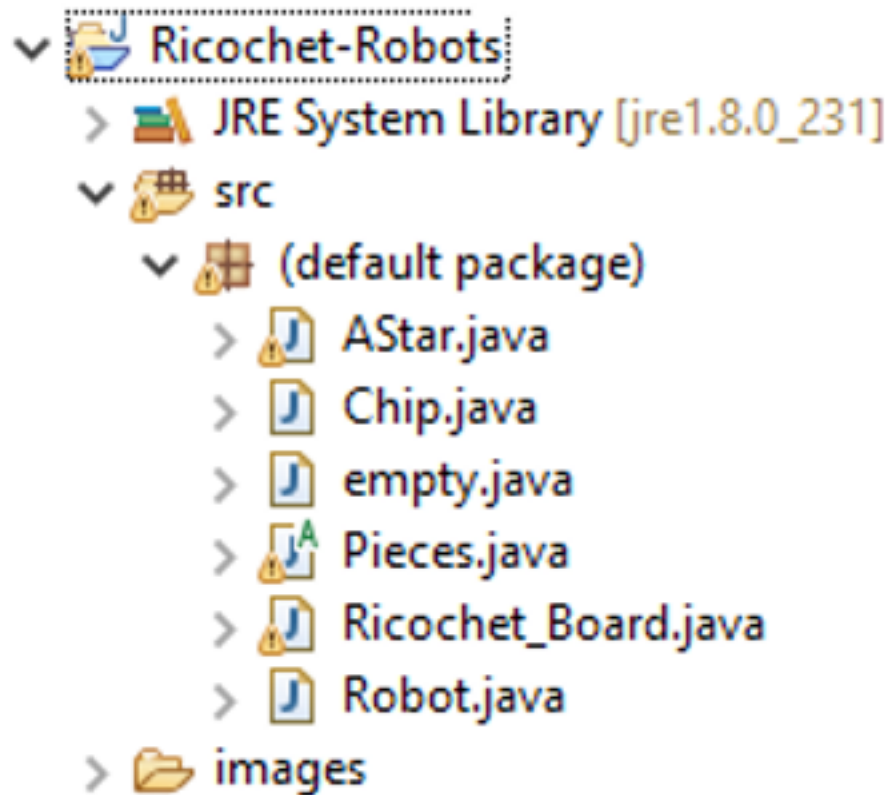 Ricochet-Robots
JRE System Library [jre1.8.0_231]
src
(default package)
AStar.java
Chip.java
empty.java
Pieces.java
Ricochet_Board.java
Robot.java
images